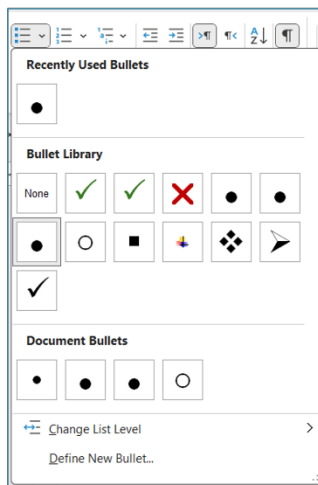 Recently Used Bullets
Bullet Library
None
Document Bullets
Change List Level
Define New Bullet...